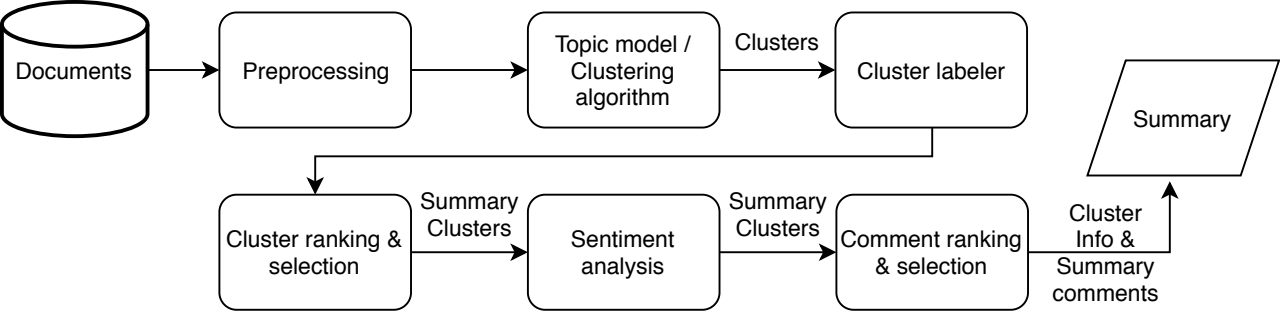 Documents
Preprocessing
Topic model /
Clustering
algorithm
Clusters
Cluster labeler
Summary
Cluster ranking &
selection
Summary
Clusters
Sentiment
analysis
Summary
Clusters
Comment ranking
& selection
Cluster
Info &
Summary
comments